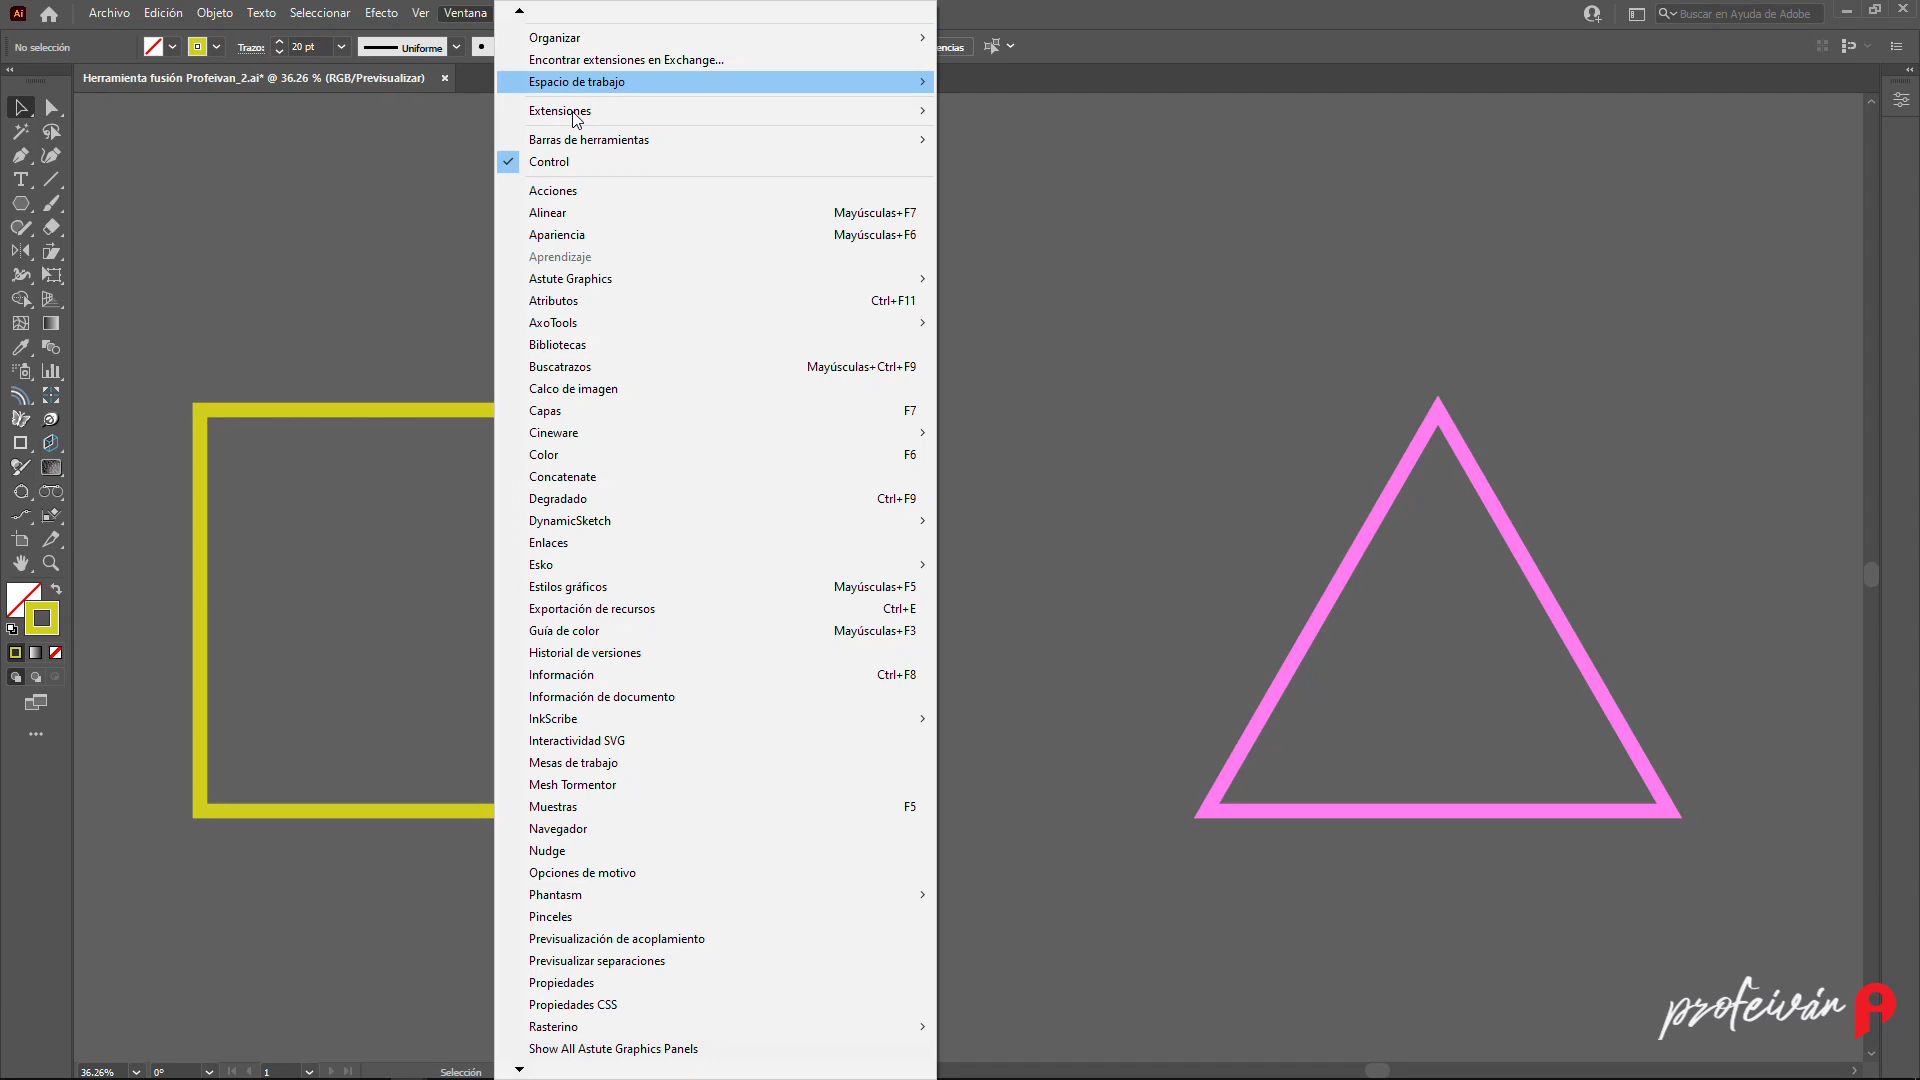 Ai
Archivo Edición Objeto Texto Seleccionar Efecto Ver Ventana
Buscar en Ayuda de Adobe
No selección
Trazo: 20 pt
Uniforme
encias
Herramienta fusión Profeivan_2.ai* @ 36.26 % (RGB/Previsualizar) ×
Organizar
Encontrar extensiones en Exchange...
Espacio de trabajo
Extensiones
Barras de herramientas
Control
Acciones
Alinear Mayúsculas+F7
Apariencia Mayúsculas+F6
Aprendizaje
Astute Graphics
Atributos Ctrl+F11
AxoTools
Bibliotecas
Buscatrazos Mayúsculas+Ctrl+F9
Calco de imagen
Capas F7
Cineware
Color F6
Concatenate
Degradado Ctrl+F9
DynamicSketch
Enlaces
Esko
Estilos gráficos Mayúsculas+F5
Exportación de recursos Ctrl+E
Guía de color Mayúsculas+F3
Historial de versiones
Información Ctrl+F8
Información de documento
InkScribe
Interactividad SVG
Mesas de trabajo
Mesh Tormentor
Muestras F5
Navegador
Nudge
Opciones de motivo
Phantasm
Pinceles
Previsualización de acoplamiento
Previsualizar separaciones
Propiedades
Propiedades CSS
Rasterino
Show All Astute Graphics Panels
profeiván
36.26% 0° 1 Selección